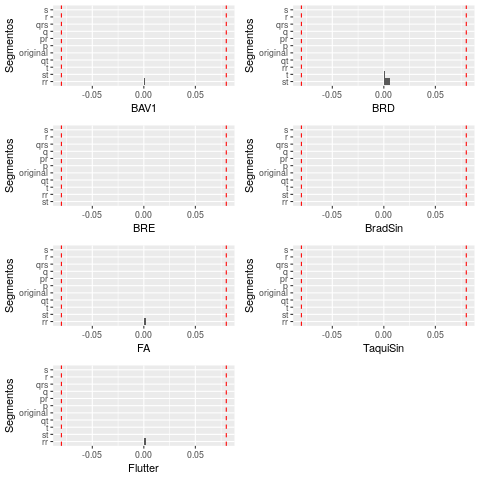 Segmentos
s
r
qrs
q
pr
p
original
qt
t
st
rr
-0.05 0.00 0.05
BAV1
Segmentos
s
r
qrs
q
pr
p
original
qt
rr
t
st
-0.05 0.00 0.05
BRD
Segmentos
s
r
qrs
q
pr
p
original
qt
t
rr
st
-0.05 0.00 0.05
BRE
Segmentos
s
r
qrs
q
pr
p
original
qt
t
rr
st
-0.05 0.00 0.05
BradSin
Segmentos
s
r
qrs
q
pr
p
original
qt
t
st
rr
-0.05 0.00 0.05
FA
Segmentos
s
r
qrs
q
pr
p
original
qt
t
rr
st
-0.05 0.00 0.05
TaquiSin
Segmentos
s
r
qrs
q
pr
p
original
qt
t
st
rr
-0.05 0.00 0.05
Flutter